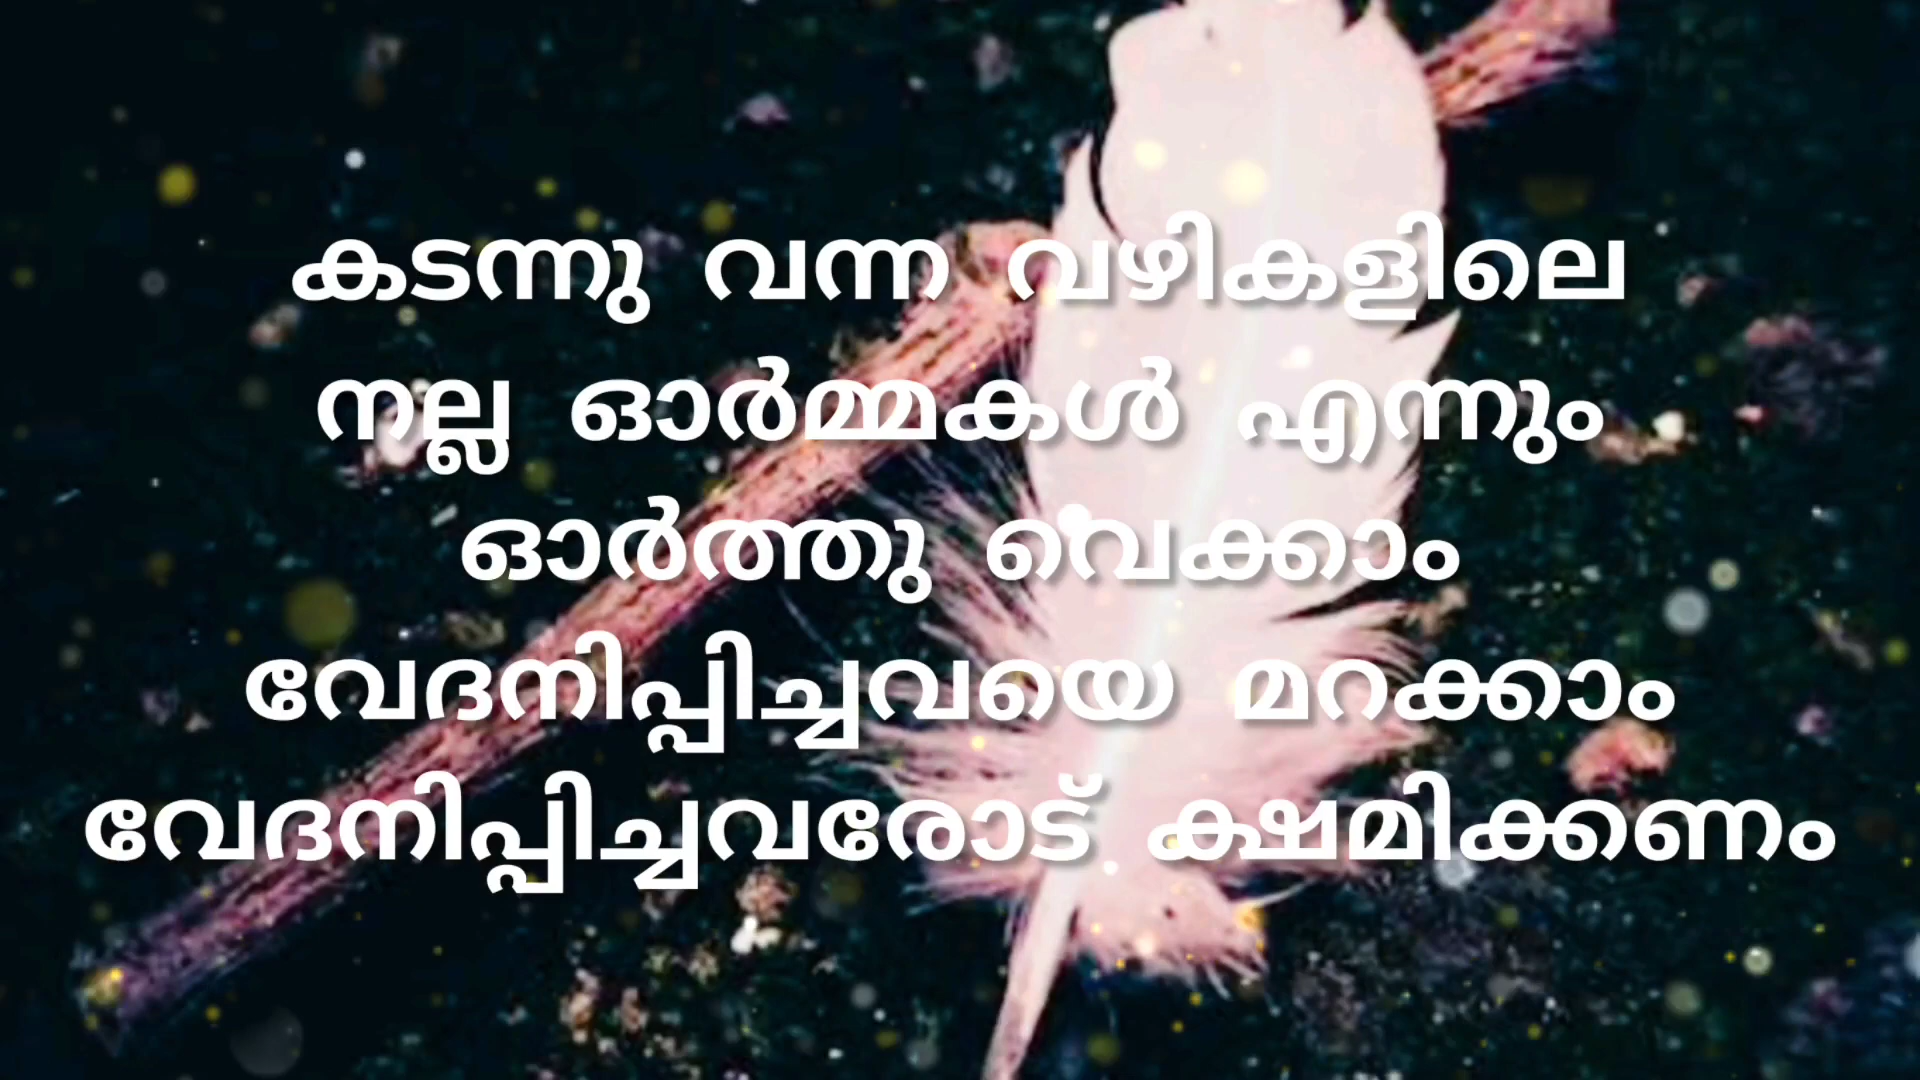 കടന്നു വന്ന വഴികളിലെ
നല്ല ഓർമ്മകൾ എന്നും
ഓർത്തു വെക്കാം
വേദനിപ്പിച്ചവയെ മറക്കാം
വേദനിപ്പിച്ചവരോട് ക്ഷമിക്കണം